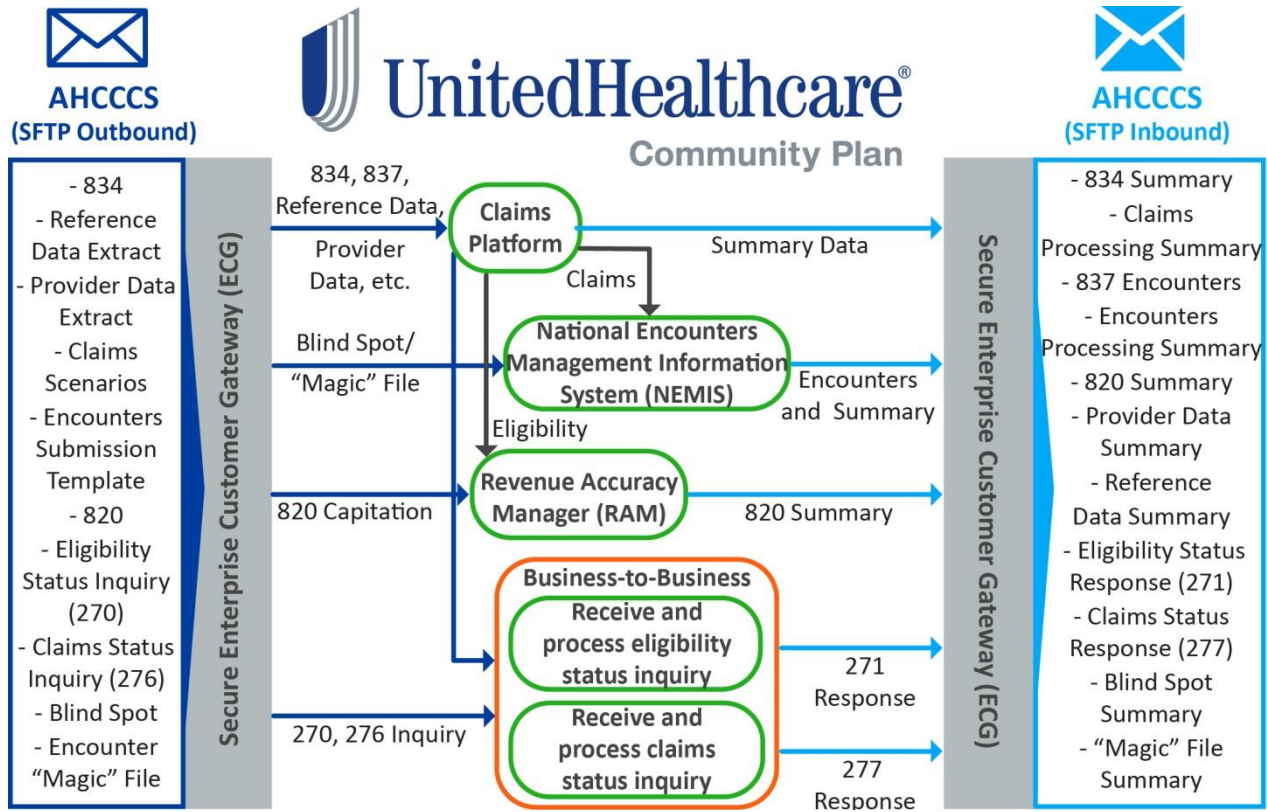 AHCCCS
(SFTP Outbound)
- 834
- Reference
Data Extract
- Provider Data
Extract
- Claims
Scenarios
- Encounters
Submission
Template
- 820
- Eligibility
Status Inquiry
(270)
- Claims Status
Inquiry (276)
- Blind Spot
- Encounter
“Magic” File
Secure Enterprise Customer Gateway (ECG)
UnitedHealthcare®
Community Plan
834, 837,
Reference Data,
Provider
Data, etc.
Blind Spot/
“Magic” File
820 Capitation
270, 276 Inquiry
Claims
Platform
Claims
Eligibility
National Encounters
Management Information
System (NEMIS)
Revenue Accuracy
Manager (RAM)
Business-to-Business
Receive and
process eligibility
status inquiry
Receive and
process claims
status inquiry
Summary Data
Encounters
and Summary
820 Summary
271
Response
277
Response
Secure Enterprise Customer Gateway (ECG)
AHCCCS
(SFTP Inbound)
- 834 Summary
- Claims
Processing Summary
- 837 Encounters
- Encounters
Processing Summary
- 820 Summary
- Provider Data
Summary
- Reference
Data Summary
- Eligibility Status
Response (271)
- Claims Status
Response (277)
- Blind Spot
Summary
- “Magic” File
Summary